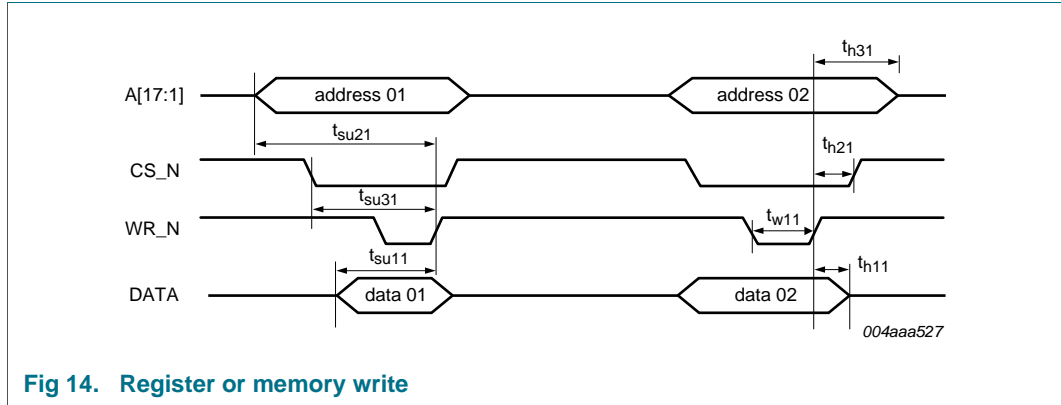 th31
A[17:1] address 01 address 02
tsu21 th21
CS_N
tsu31
WR_N tw11
tsu11 th11
DATA data 01 data 02
004aaa527
Fig 14. Register or memory write